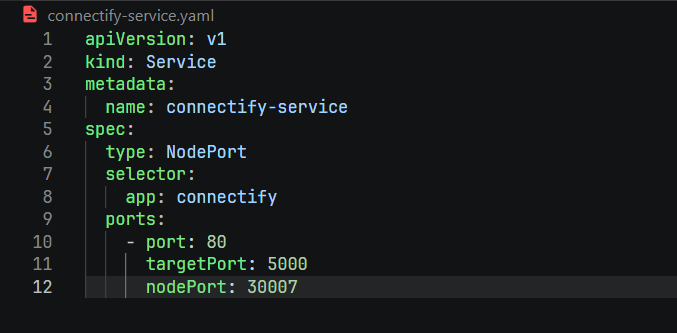 connectify-service.yaml
1 apiVersion: v1
2 kind: Service
3 metadata:
4   name: connectify-service
5 spec:
6   type: NodePort
7   selector:
8     app: connectify
9   ports:
10     - port: 80
11       targetPort: 5000
12       nodePort: 30007